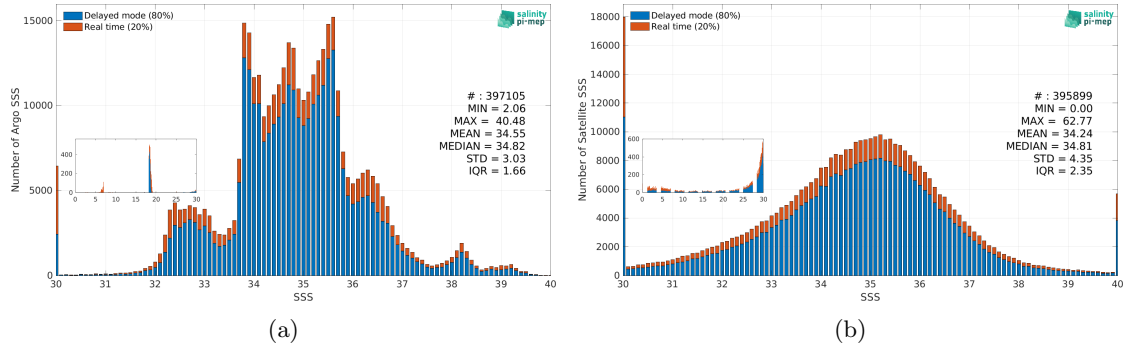 Delayed mode (80%)
Real time (20%)
salinity
pi-mep
# : 397105
MIN = 2.06
MAX = 40.48
MEAN = 34.55
MEDIAN = 34.82
STD = 3.03
IQR = 1.66
Number of Argo SSS
15000
10000
5000
0
400
200
0
0 5 10 15 20 25 30
30 31 32 33 34 35 36 37 38 39 40
SSS
(a)
Delayed mode (80%)
Real time (20%)
salinity
pi-mep
# : 395899
MIN = 0.00
MAX = 62.77
MEAN = 34.24
MEDIAN = 34.81
STD = 4.35
IQR = 2.35
Number of Satellite SSS
18000
16000
14000
12000
10000
8000
6000
4000
2000
0
600
400
200
0
0 5 10 15 20 25 30
30 31 32 33 34 35 36 37 38 39 40
SSS
(b)